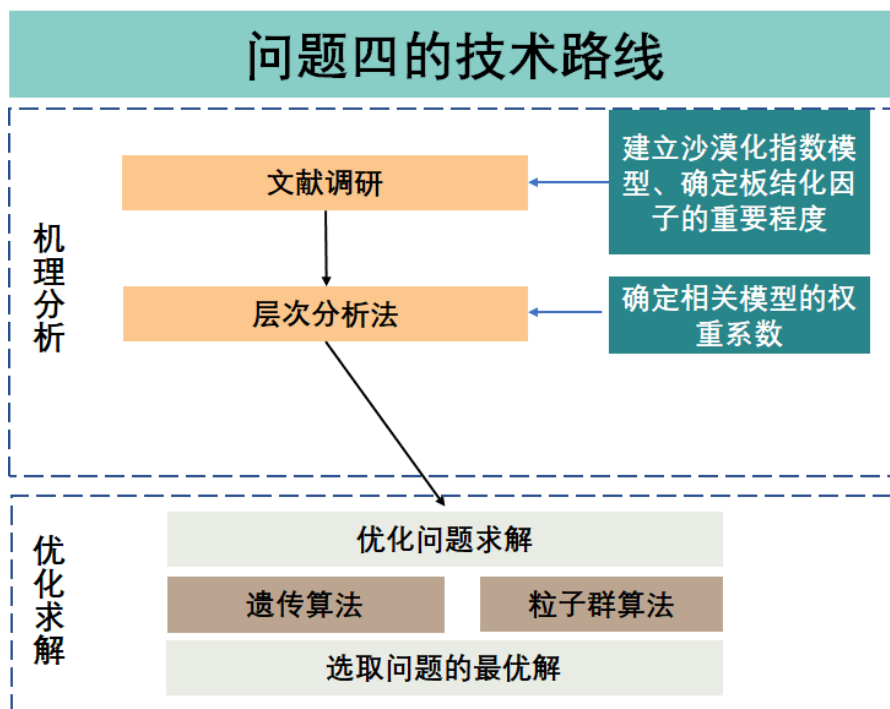 问题四的技术路线
机理分析
文献调研
建立沙漠化指数模
型、确定板结化因
子的重要程度
层次分析法
确定相关模型的权
重系数
优化求解
优化问题求解
遗传算法
粒子群算法
选取问题的最优解